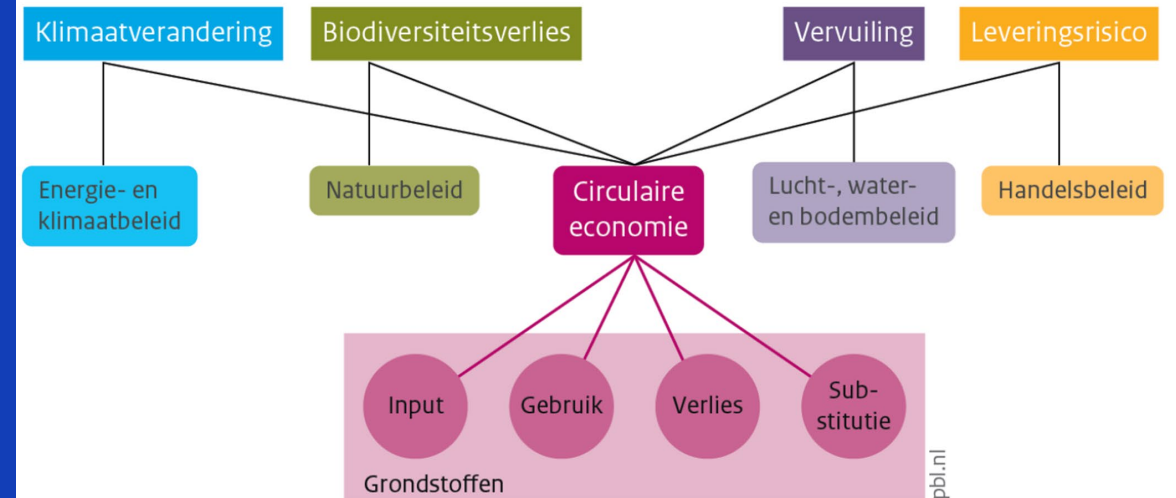 Klimaatverandering
Biodiversiteitsverlies
Vervuiling
Leveringsrisico
Energie- en
klimaatbeleid
Natuurbeleid
Circulaire
economie
Lucht-, water-
en bodembeleid
Handelsbeleid
Input
Gebruik
Verlies
Sub-
stitutie
Grondstoffen
pbl.nl